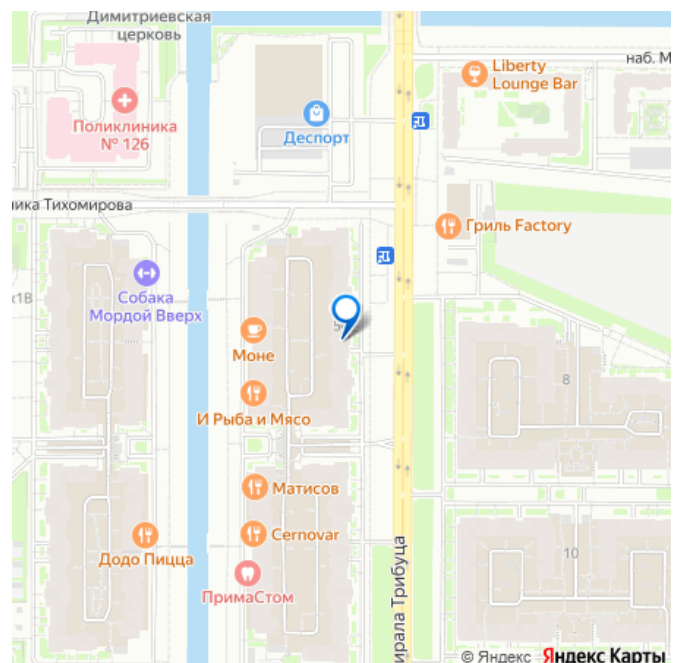 Димитриевская
церковь
Поликлиника
№ 126
Деспорт
Liberty
Lounge Bar
наб. М
ика Тихомирова
Гриль Factory
х1В
Собака
Мордой Вверх
Моне
И Рыба и Мясо
8
Матисов
Cernovar
Додо Пицца
ПримаСтом
10
ирала Трибуца
© Яндекс Яндекс Карты